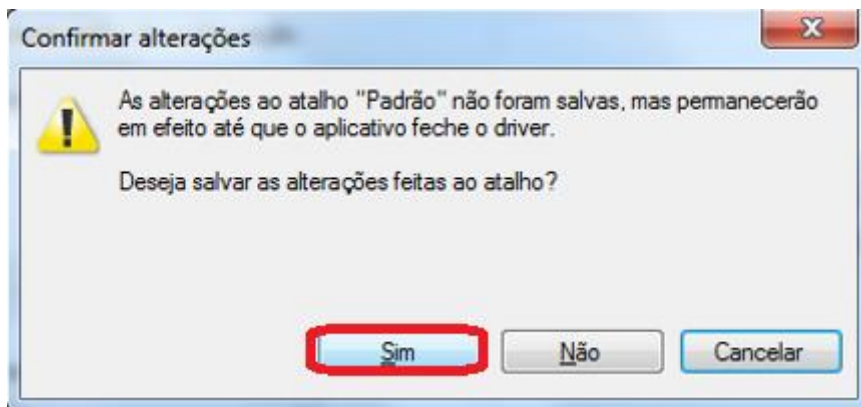 Confirmar alterações
As alterações ao atalho "Padrão" não foram salvas, mas permanecerão
em efeito até que o aplicativo feche o driver.
Deseja salvar as alterações feitas ao atalho?
Sim Não Cancelar